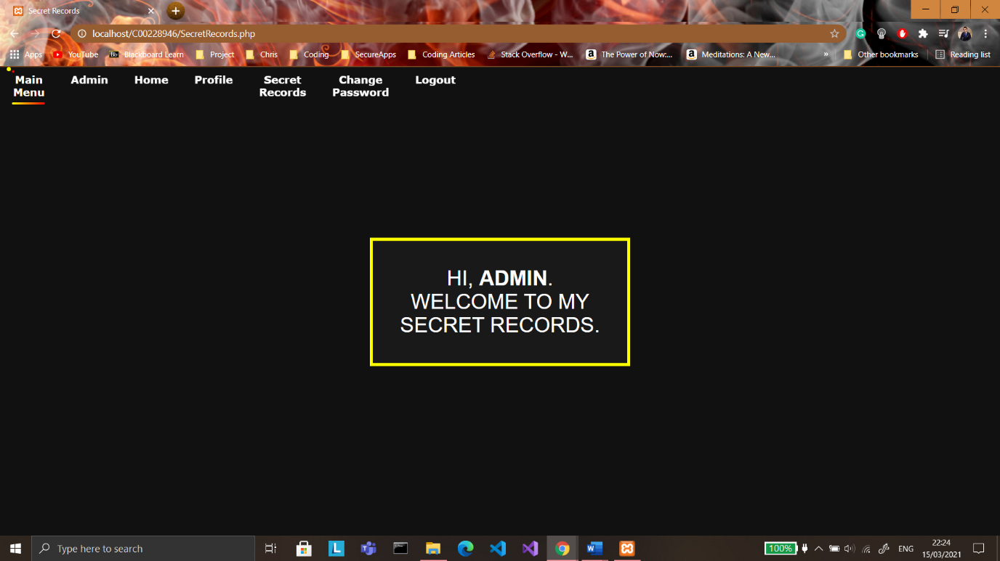 Secret Records
localhost/C00228946/SecretRecords.php
Apps YouTube Bb Blackboard Learn Project Chris Coding SecureApps Coding Articles Stack Overflow - W... The Power of Now:... Meditations: A New... » Other bookmarks Reading list
Main Menu Admin Home Profile Secret Records Change Password Logout
HI, ADMIN.
WELCOME TO MY
SECRET RECORDS.
Type here to search
100% ENG 22:24
15/03/2021